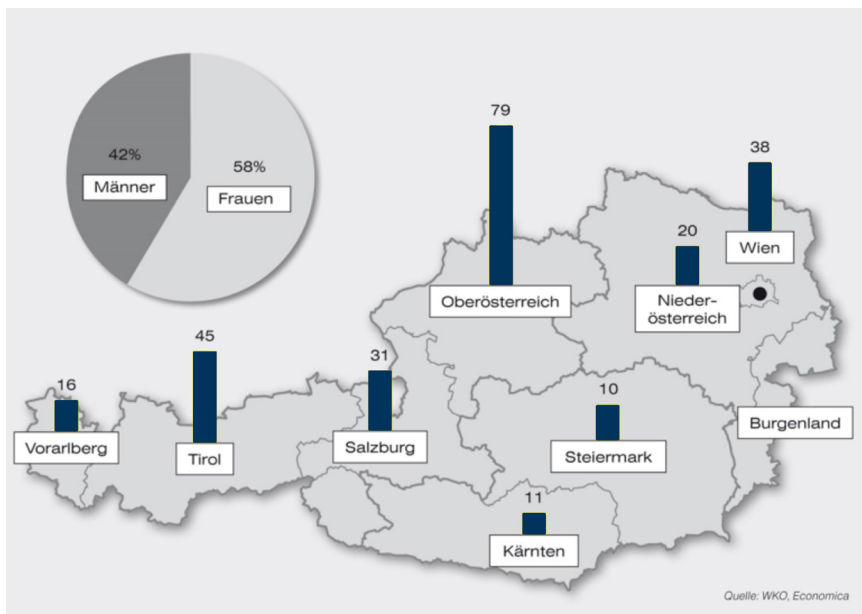 42%
Männer
58%
Frauen
79
Oberösterreich
38
Wien
20
Nieder-
österreich
16
Vorarlberg
45
Tirol
31
Salzburg
10
Steiermark
Burgenland
11
Kärnten
Quelle: WKO, Economica